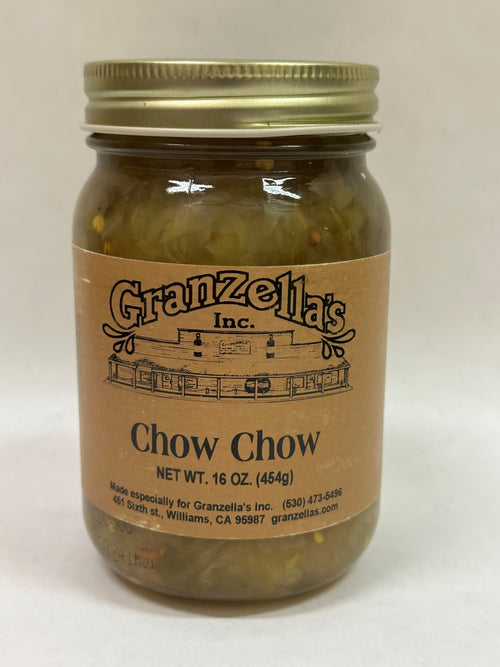 Granzella's
Inc.
Chow Chow
NET WT. 16 OZ. (454g)
Made especially for Granzella's Inc. (530) 473-5496
451 Sixth st., Williams, CA 95987 granzellas.com